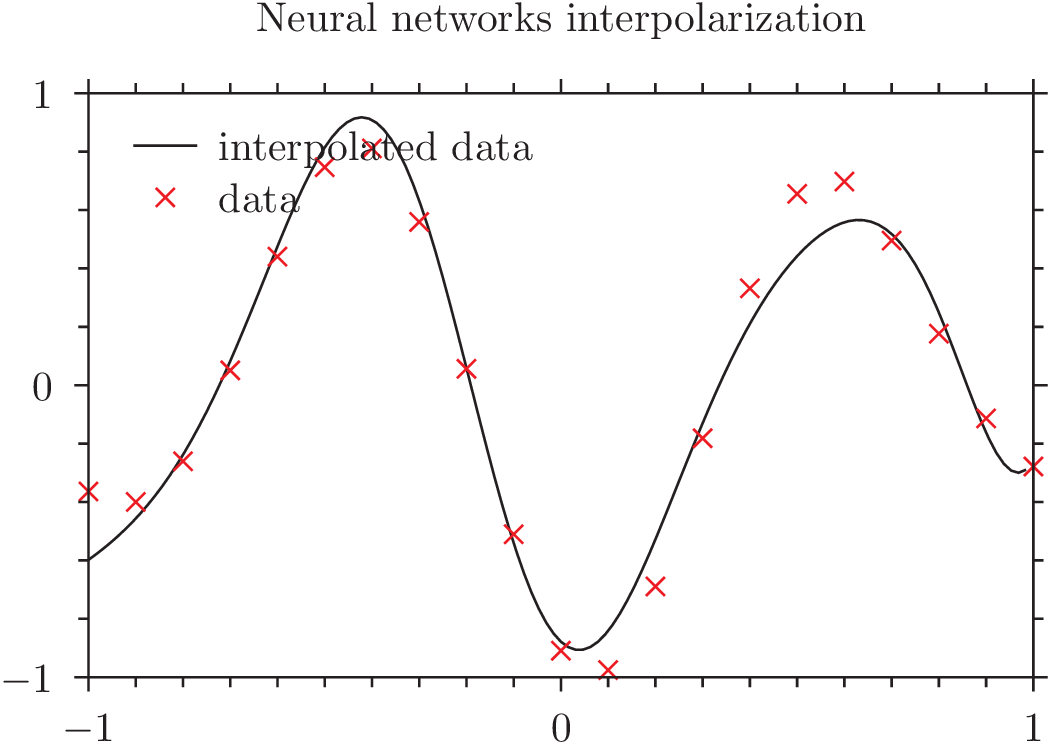 Neural networks interpolarization
1
interpolated data
data
0
−1
−1
0
1